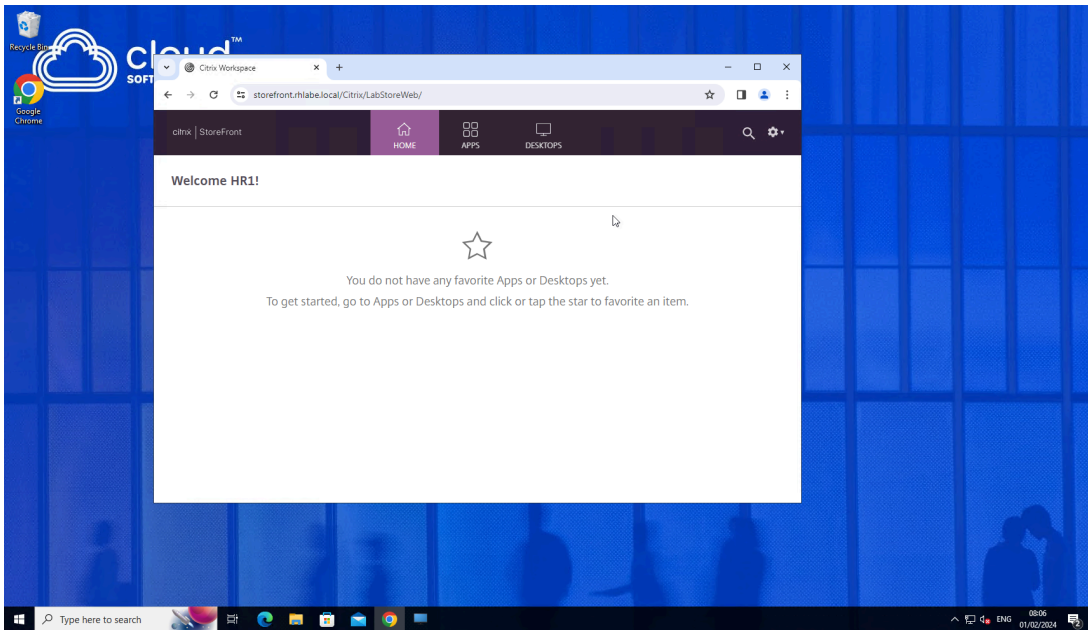 Recycle Bin
cloud™
SOFT
Google
Chrome
Citrix Workspace
storefront.rhlabe.local/Citrix/LabStoreWeb/
citrix | StoreFront
HOME
APPS
DESKTOPS
Welcome HR1!
You do not have any favorite Apps or Desktops yet.
To get started, go to Apps or Desktops and click or tap the star to favorite an item.
Type here to search
ENG
08:06
01/02/2024
2